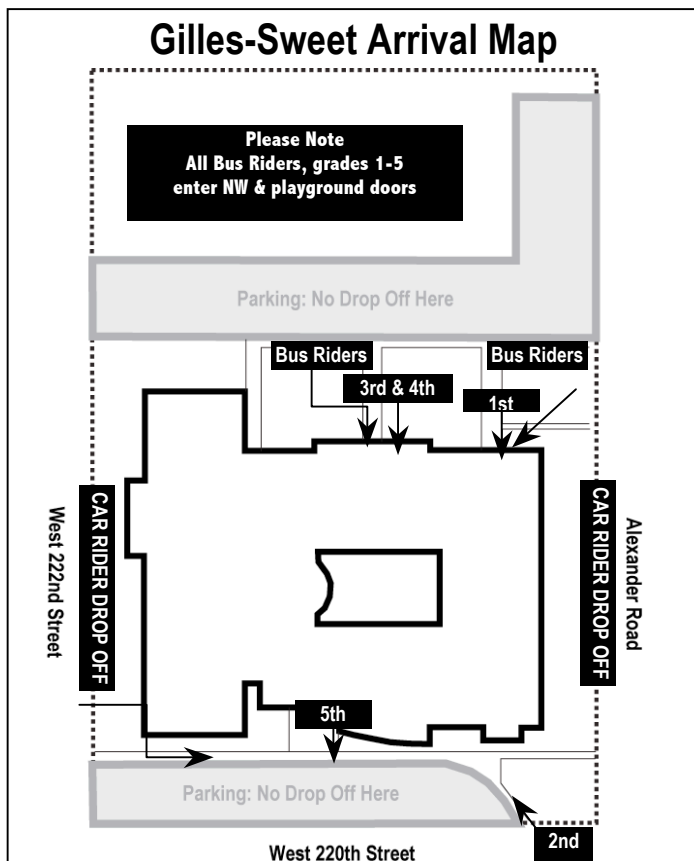 Gilles-Sweet Arrival Map
Please Note
All Bus Riders, grades 1-5
enter NW & playground doors
Parking: No Drop Off Here
Bus Riders
Bus Riders
3rd & 4th
1st
West 222nd Street
CAR RIDER DROP OFF
CAR RIDER DROP OFF
Alexander Road
5th
Parking: No Drop Off Here
2nd
West 220th Street